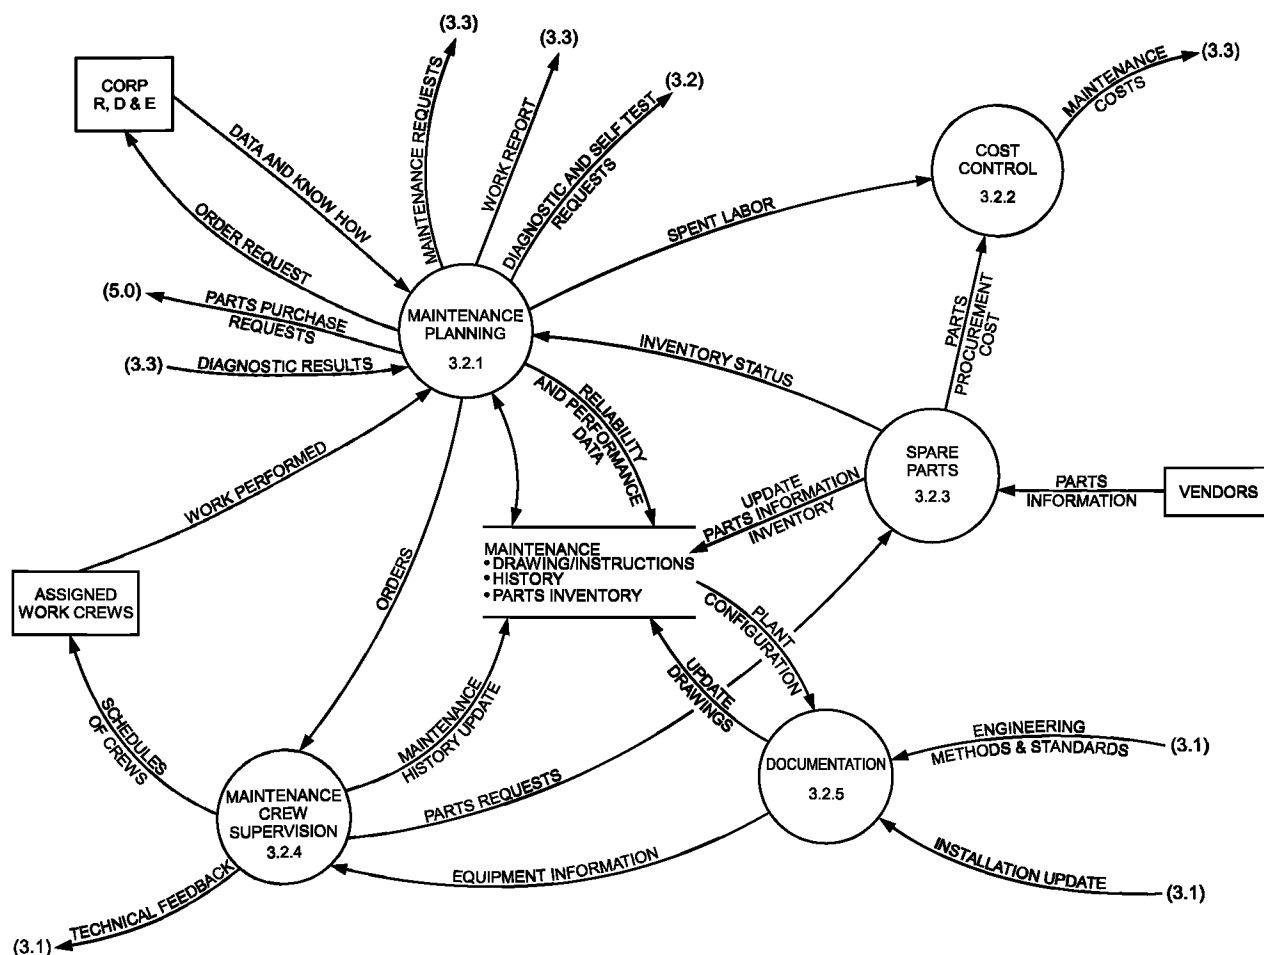 (3.3)
(3.3)
(3.2)
(3.3)
CORP
R, D & E
DATA AND KNOW HOW
ORDER REQUEST
MAINTENANCE REQUESTS
WORK REPORT
DIAGNOSTIC AND SELF TEST
REQUESTS
MAINTENANCE
COSTS
COST
CONTROL
3.2.2
SPENT LABOR
(5.0)
PARTS PURCHASE
REQUESTS
(3.3)
DIAGNOSTIC RESULTS
MAINTENANCE
PLANNING
3.2.1
INVENTORY STATUS
PARTS
PROCUREMENT
COST
RELIABILITY
AND PERFORMANCE
DATA
WORK PERFORMED
SPARE
PARTS
3.2.3
PARTS
INFORMATION
VENDORS
UPDATE
PARTS INFORMATION
INVENTORY
ORDERS
MAINTENANCE
•DRAWING/INSTRUCTIONS
•HISTORY
•PARTS INVENTORY
ASSIGNED
WORK CREWS
PLANT
CONFIGURATION
UPDATE
DRAWINGS
SCHEDULES
OF CREWS
MAINTENANCE
HISTORY UPDATE
PARTS REQUESTS
MAINTENANCE
CREW
SUPERVISION
3.2.4
DOCUMENTATION
3.2.5
ENGINEERING
METHODS & STANDARDS
(3.1)
EQUIPMENT INFORMATION
INSTALLATION UPDATE
(3.1)
TECHNICAL FEEDBACK
(3.1)